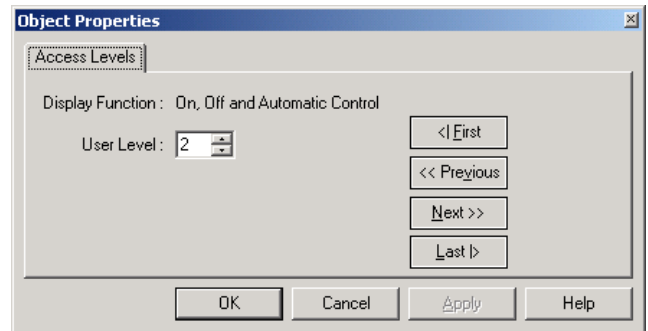 Object Properties
Access Levels
Display Function : On, Off and Automatic Control
User Level : 2
<| First
<< Previous
Next >>
Last |>
OK Cancel Apply Help